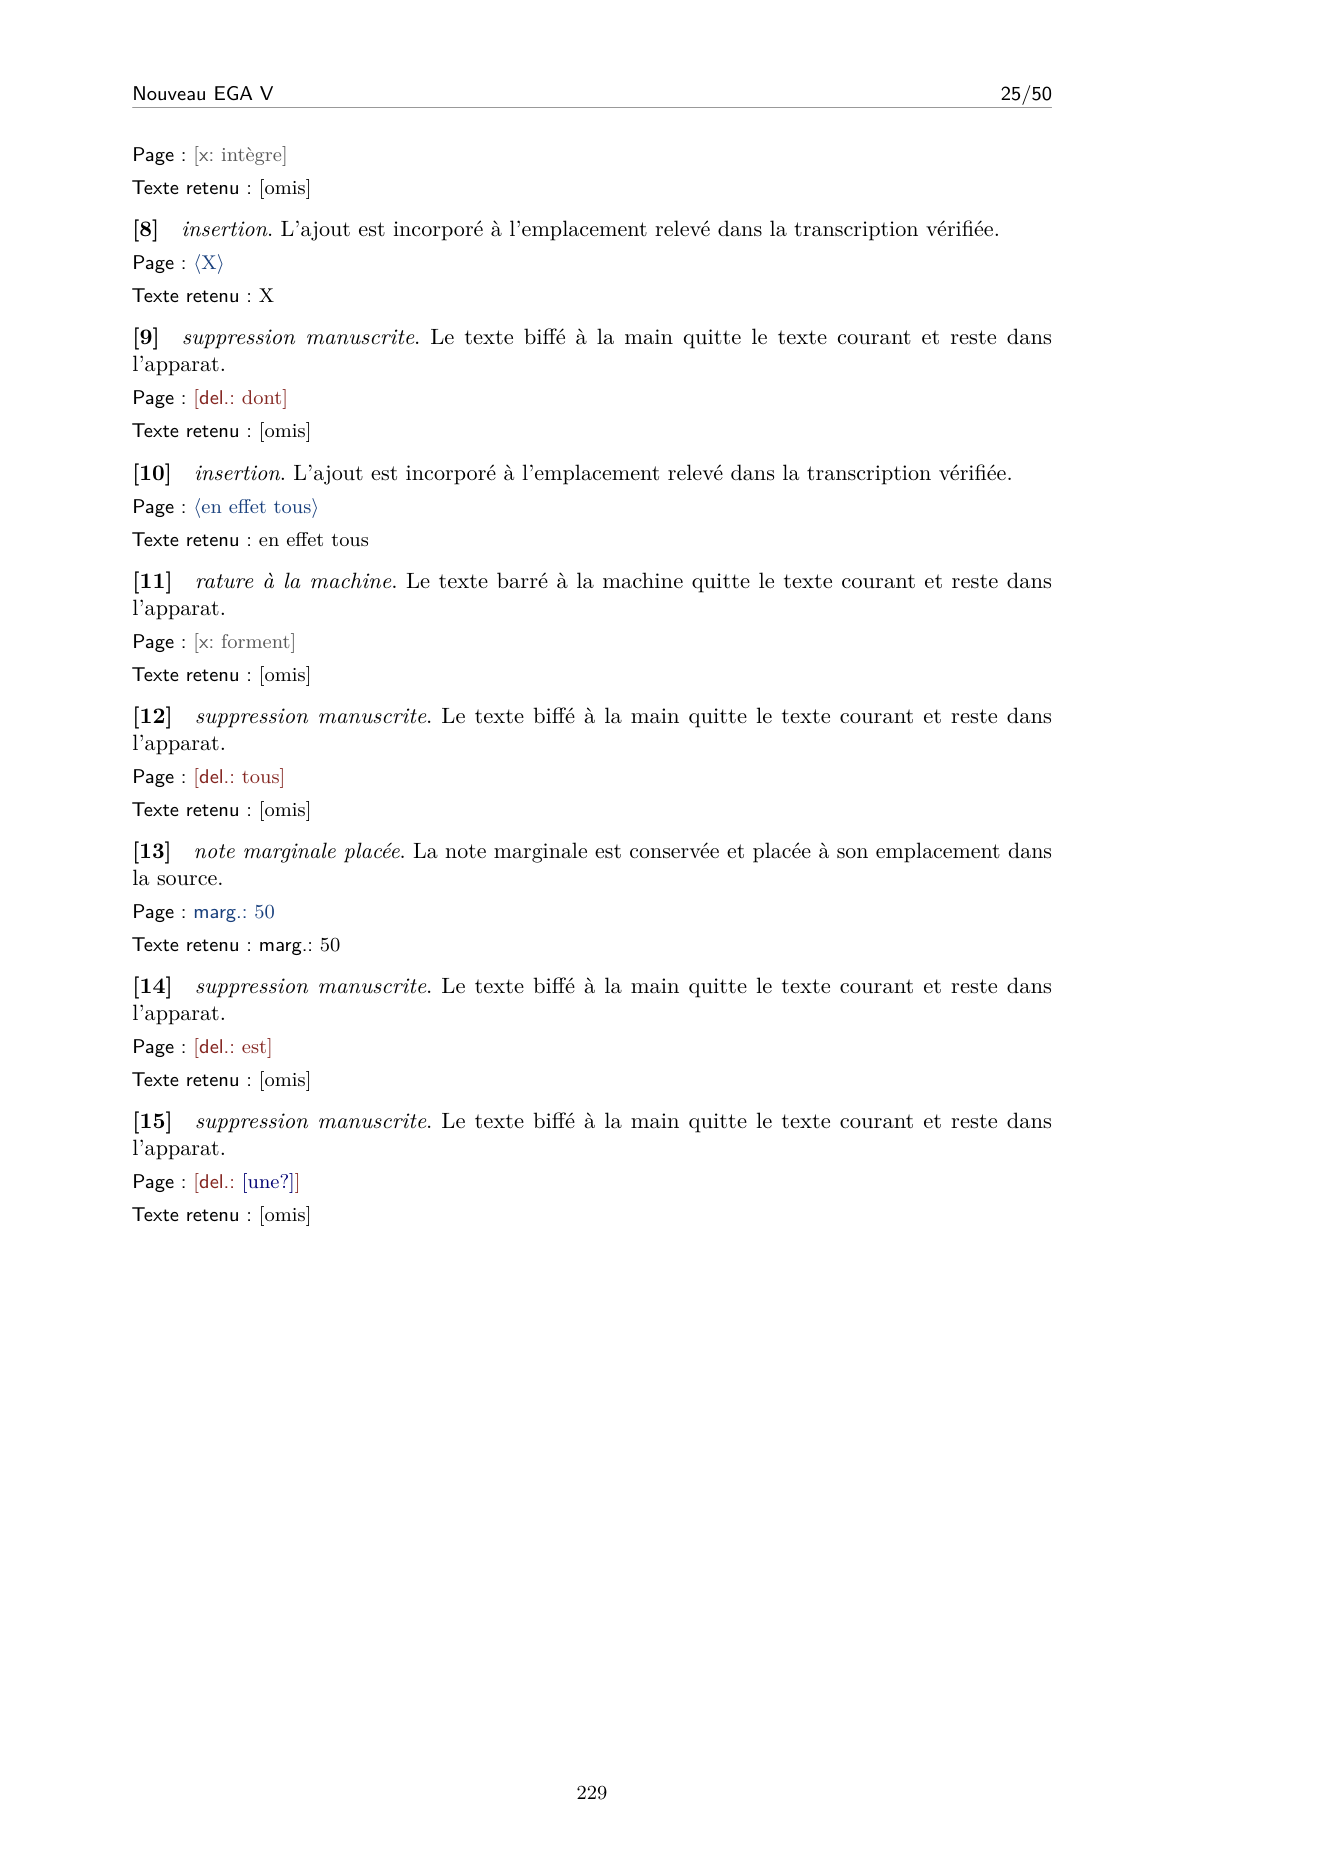 Nouveau EGA V 25/50
Page : [x: intègre]
Texte retenu : [omis]
[8] insertion. L'ajout est incorporé à l'emplacement relevé dans la transcription vérifiée.
Page : ⟨X⟩
Texte retenu : X
[9] suppression manuscrite. Le texte biffé à la main quitte le texte courant et reste dans
l'apparat.
Page : [del.: dont]
Texte retenu : [omis]
[10] insertion. L'ajout est incorporé à l'emplacement relevé dans la transcription vérifiée.
Page : ⟨en effet tous⟩
Texte retenu : en effet tous
[11] rature à la machine. Le texte barré à la machine quitte le texte courant et reste dans
l'apparat.
Page : [x: forment]
Texte retenu : [omis]
[12] suppression manuscrite. Le texte biffé à la main quitte le texte courant et reste dans
l'apparat.
Page : [del.: tous]
Texte retenu : [omis]
[13] note marginale placée. La note marginale est conservée et placée à son emplacement dans
la source.
Page : marg.: 50
Texte retenu : marg.: 50
[14] suppression manuscrite. Le texte biffé à la main quitte le texte courant et reste dans
l'apparat.
Page : [del.: est]
Texte retenu : [omis]
[15] suppression manuscrite. Le texte biffé à la main quitte le texte courant et reste dans
l'apparat.
Page : [del.: [une?]]
Texte retenu : [omis]
229